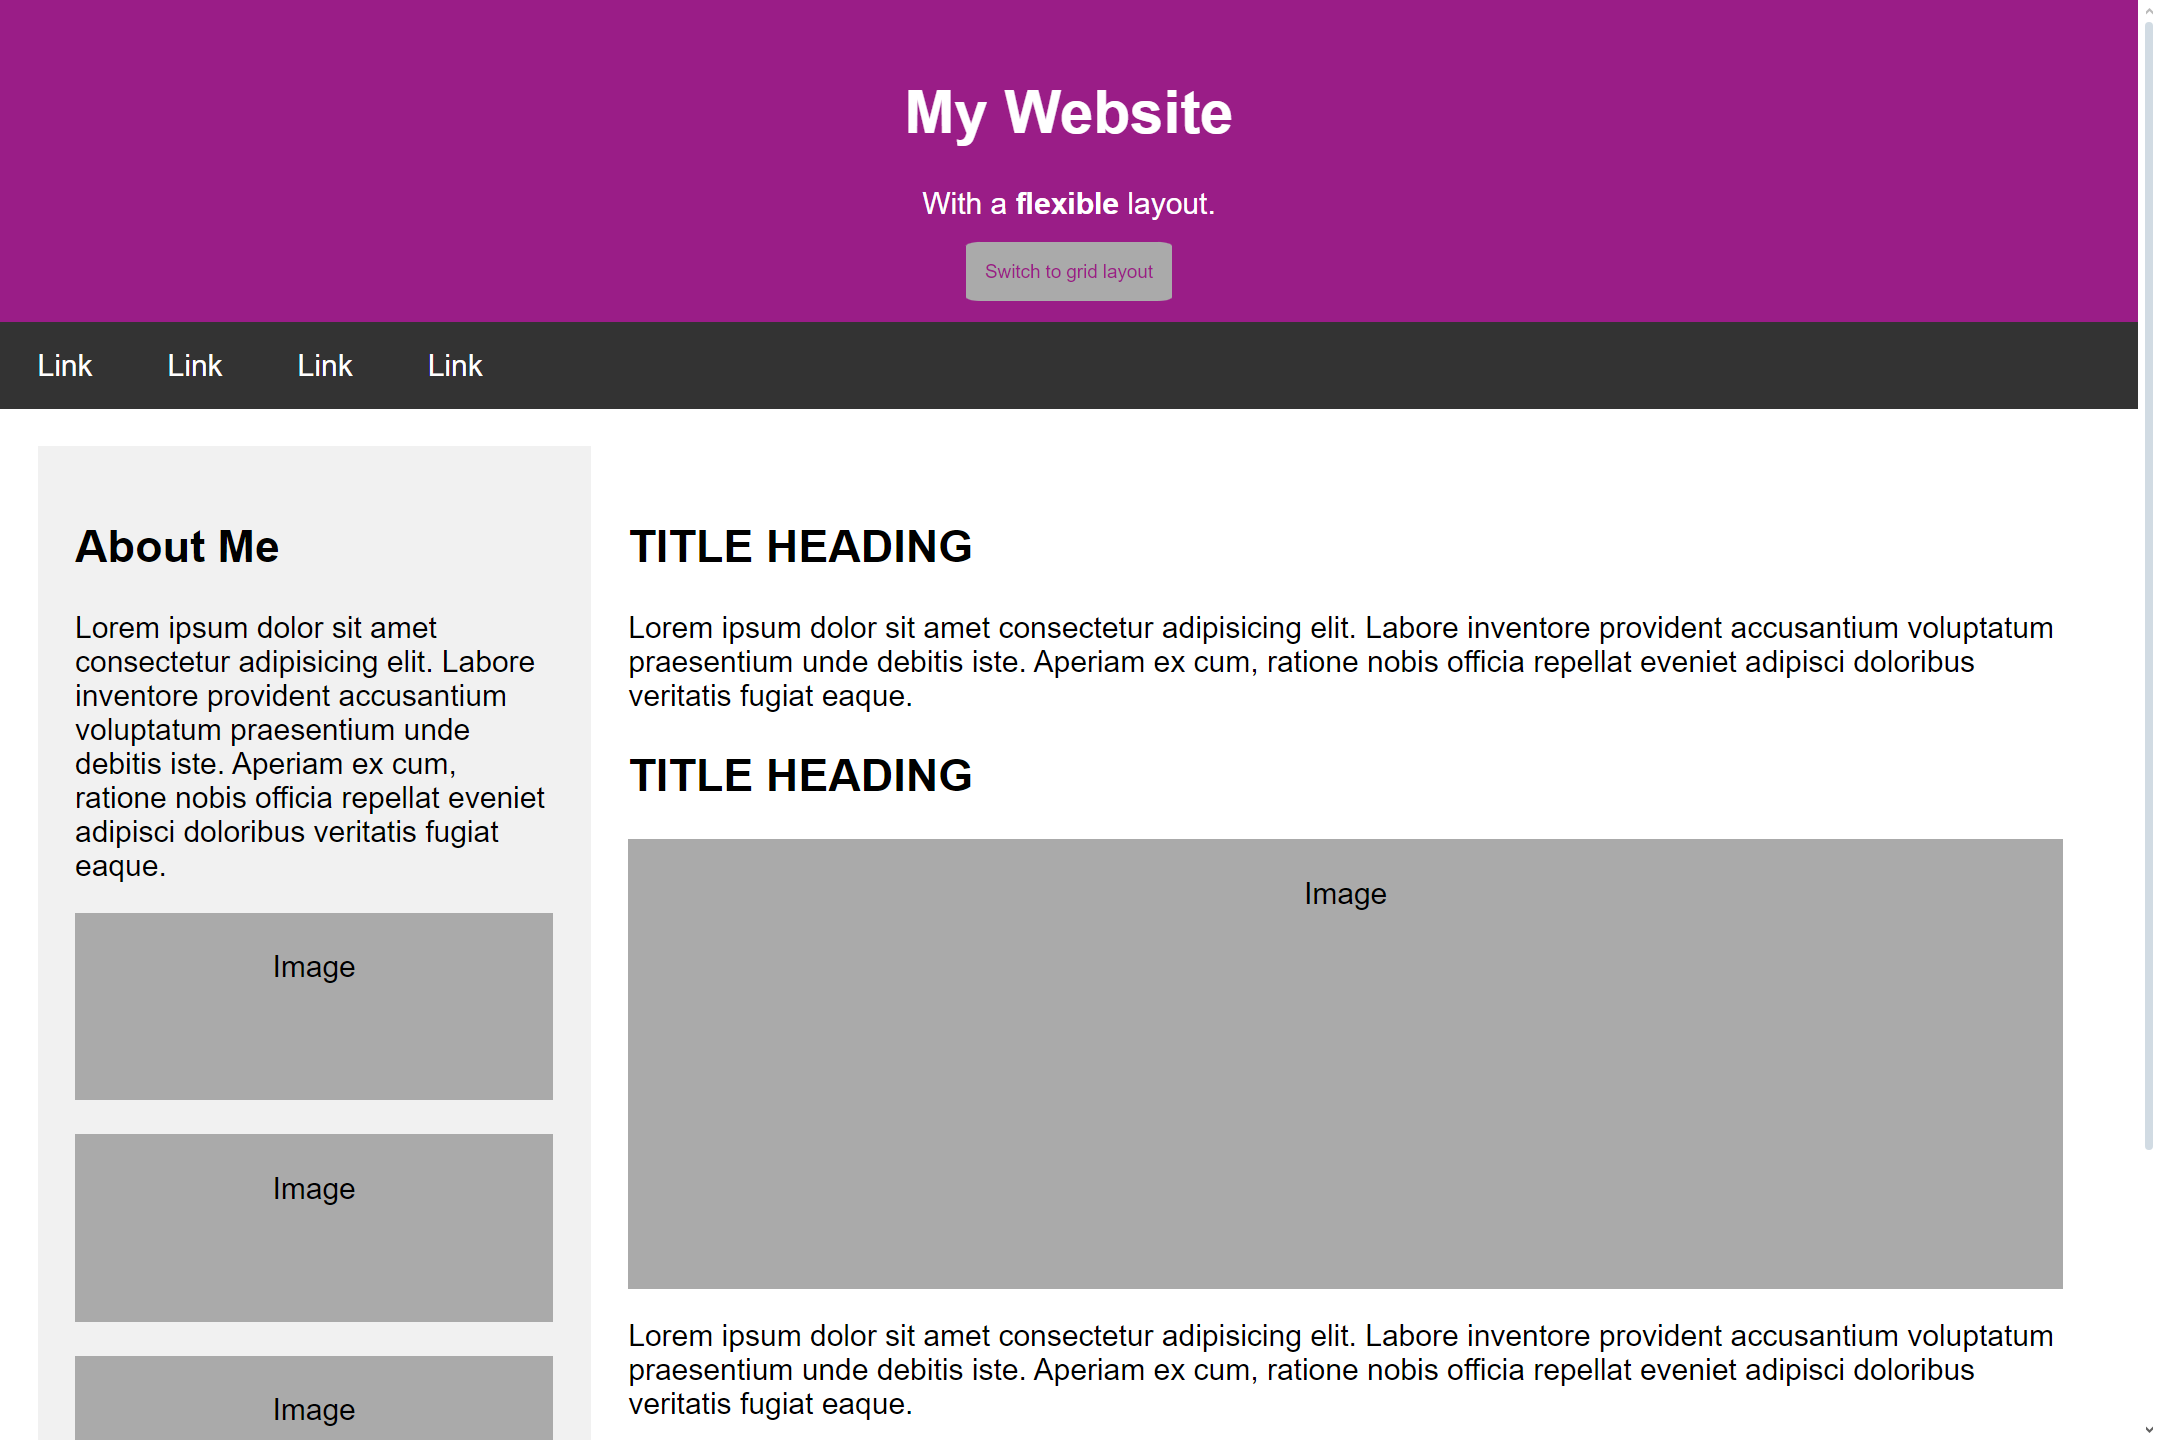 My Website
With a flexible layout.
Switch to grid layout
Link Link Link Link
About Me
Lorem ipsum dolor sit amet
consectetur adipisicing elit. Labore
inventore provident accusantium
voluptatum praesentium unde
debitis iste. Aperiam ex cum,
ratione nobis officia repellat eveniet
adipisci doloribus veritatis fugiat
eaque.
Image
Image
Image
TITLE HEADING
Lorem ipsum dolor sit amet consectetur adipisicing elit. Labore inventore provident accusantium voluptatum
praesentium unde debitis iste. Aperiam ex cum, ratione nobis officia repellat eveniet adipisci doloribus
veritatis fugiat eaque.
TITLE HEADING
Image
Lorem ipsum dolor sit amet consectetur adipisicing elit. Labore inventore provident accusantium voluptatum
praesentium unde debitis iste. Aperiam ex cum, ratione nobis officia repellat eveniet adipisci doloribus
veritatis fugiat eaque.